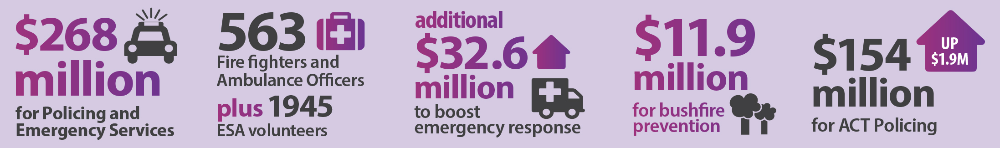 $268
million
for Policing and
Emergency Services
563
Fire fighters and
Ambulance Officers
plus 1945
ESA volunteers
additional
$32.6
million
to boost
emergency response
$11.9
million
for bushfire
prevention
$154
million
for ACT Policing
UP
$1.9M